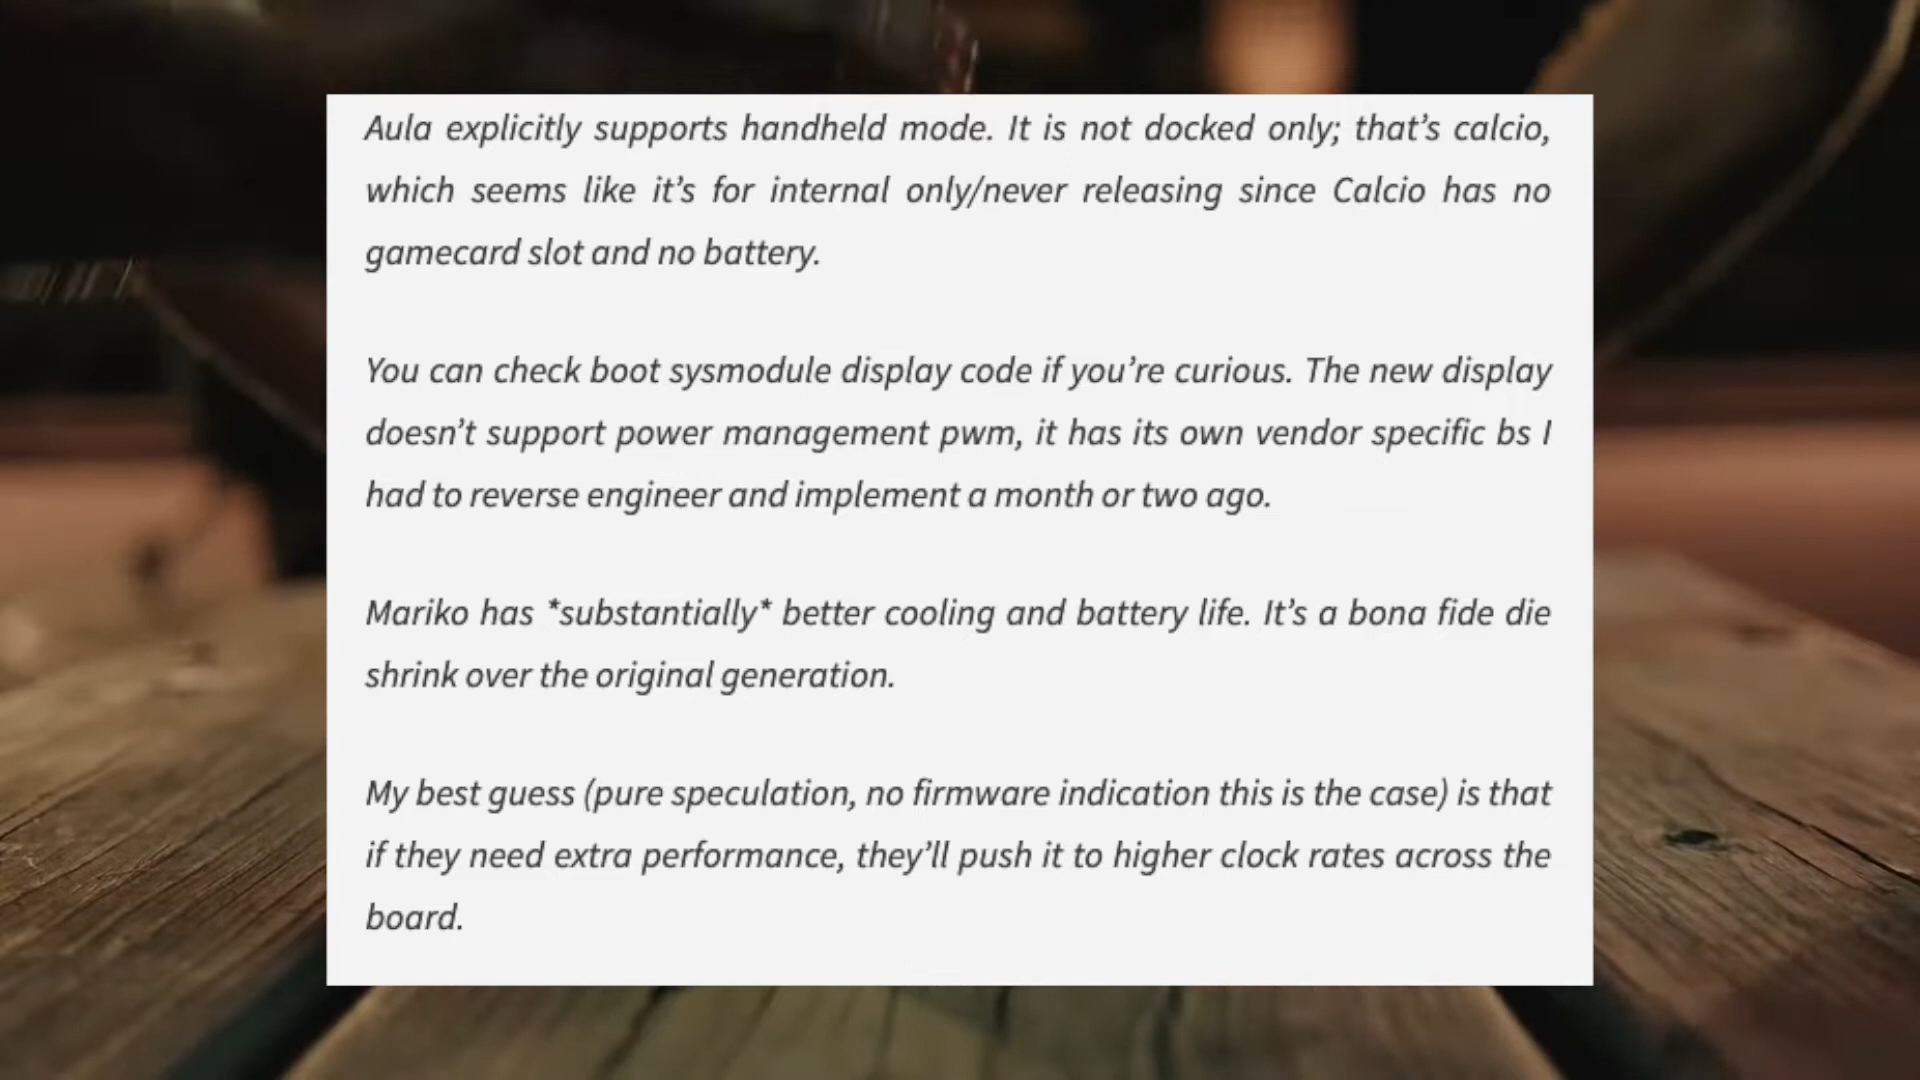 Aula explicitly supports handheld mode. It is not docked only; that’s calcio,
which seems like it’s for internal only/never releasing since Calcio has no
gamecard slot and no battery.
You can check boot sysmodule display code if you’re curious. The new display
doesn’t support power management pwm, it has its own vendor specific bs I
had to reverse engineer and implement a month or two ago.
Mariko has *substantially* better cooling and battery life. It’s a bona fide die
shrink over the original generation.
My best guess (pure speculation, no firmware indication this is the case) is that
if they need extra performance, they’ll push it to higher clock rates across the
board.